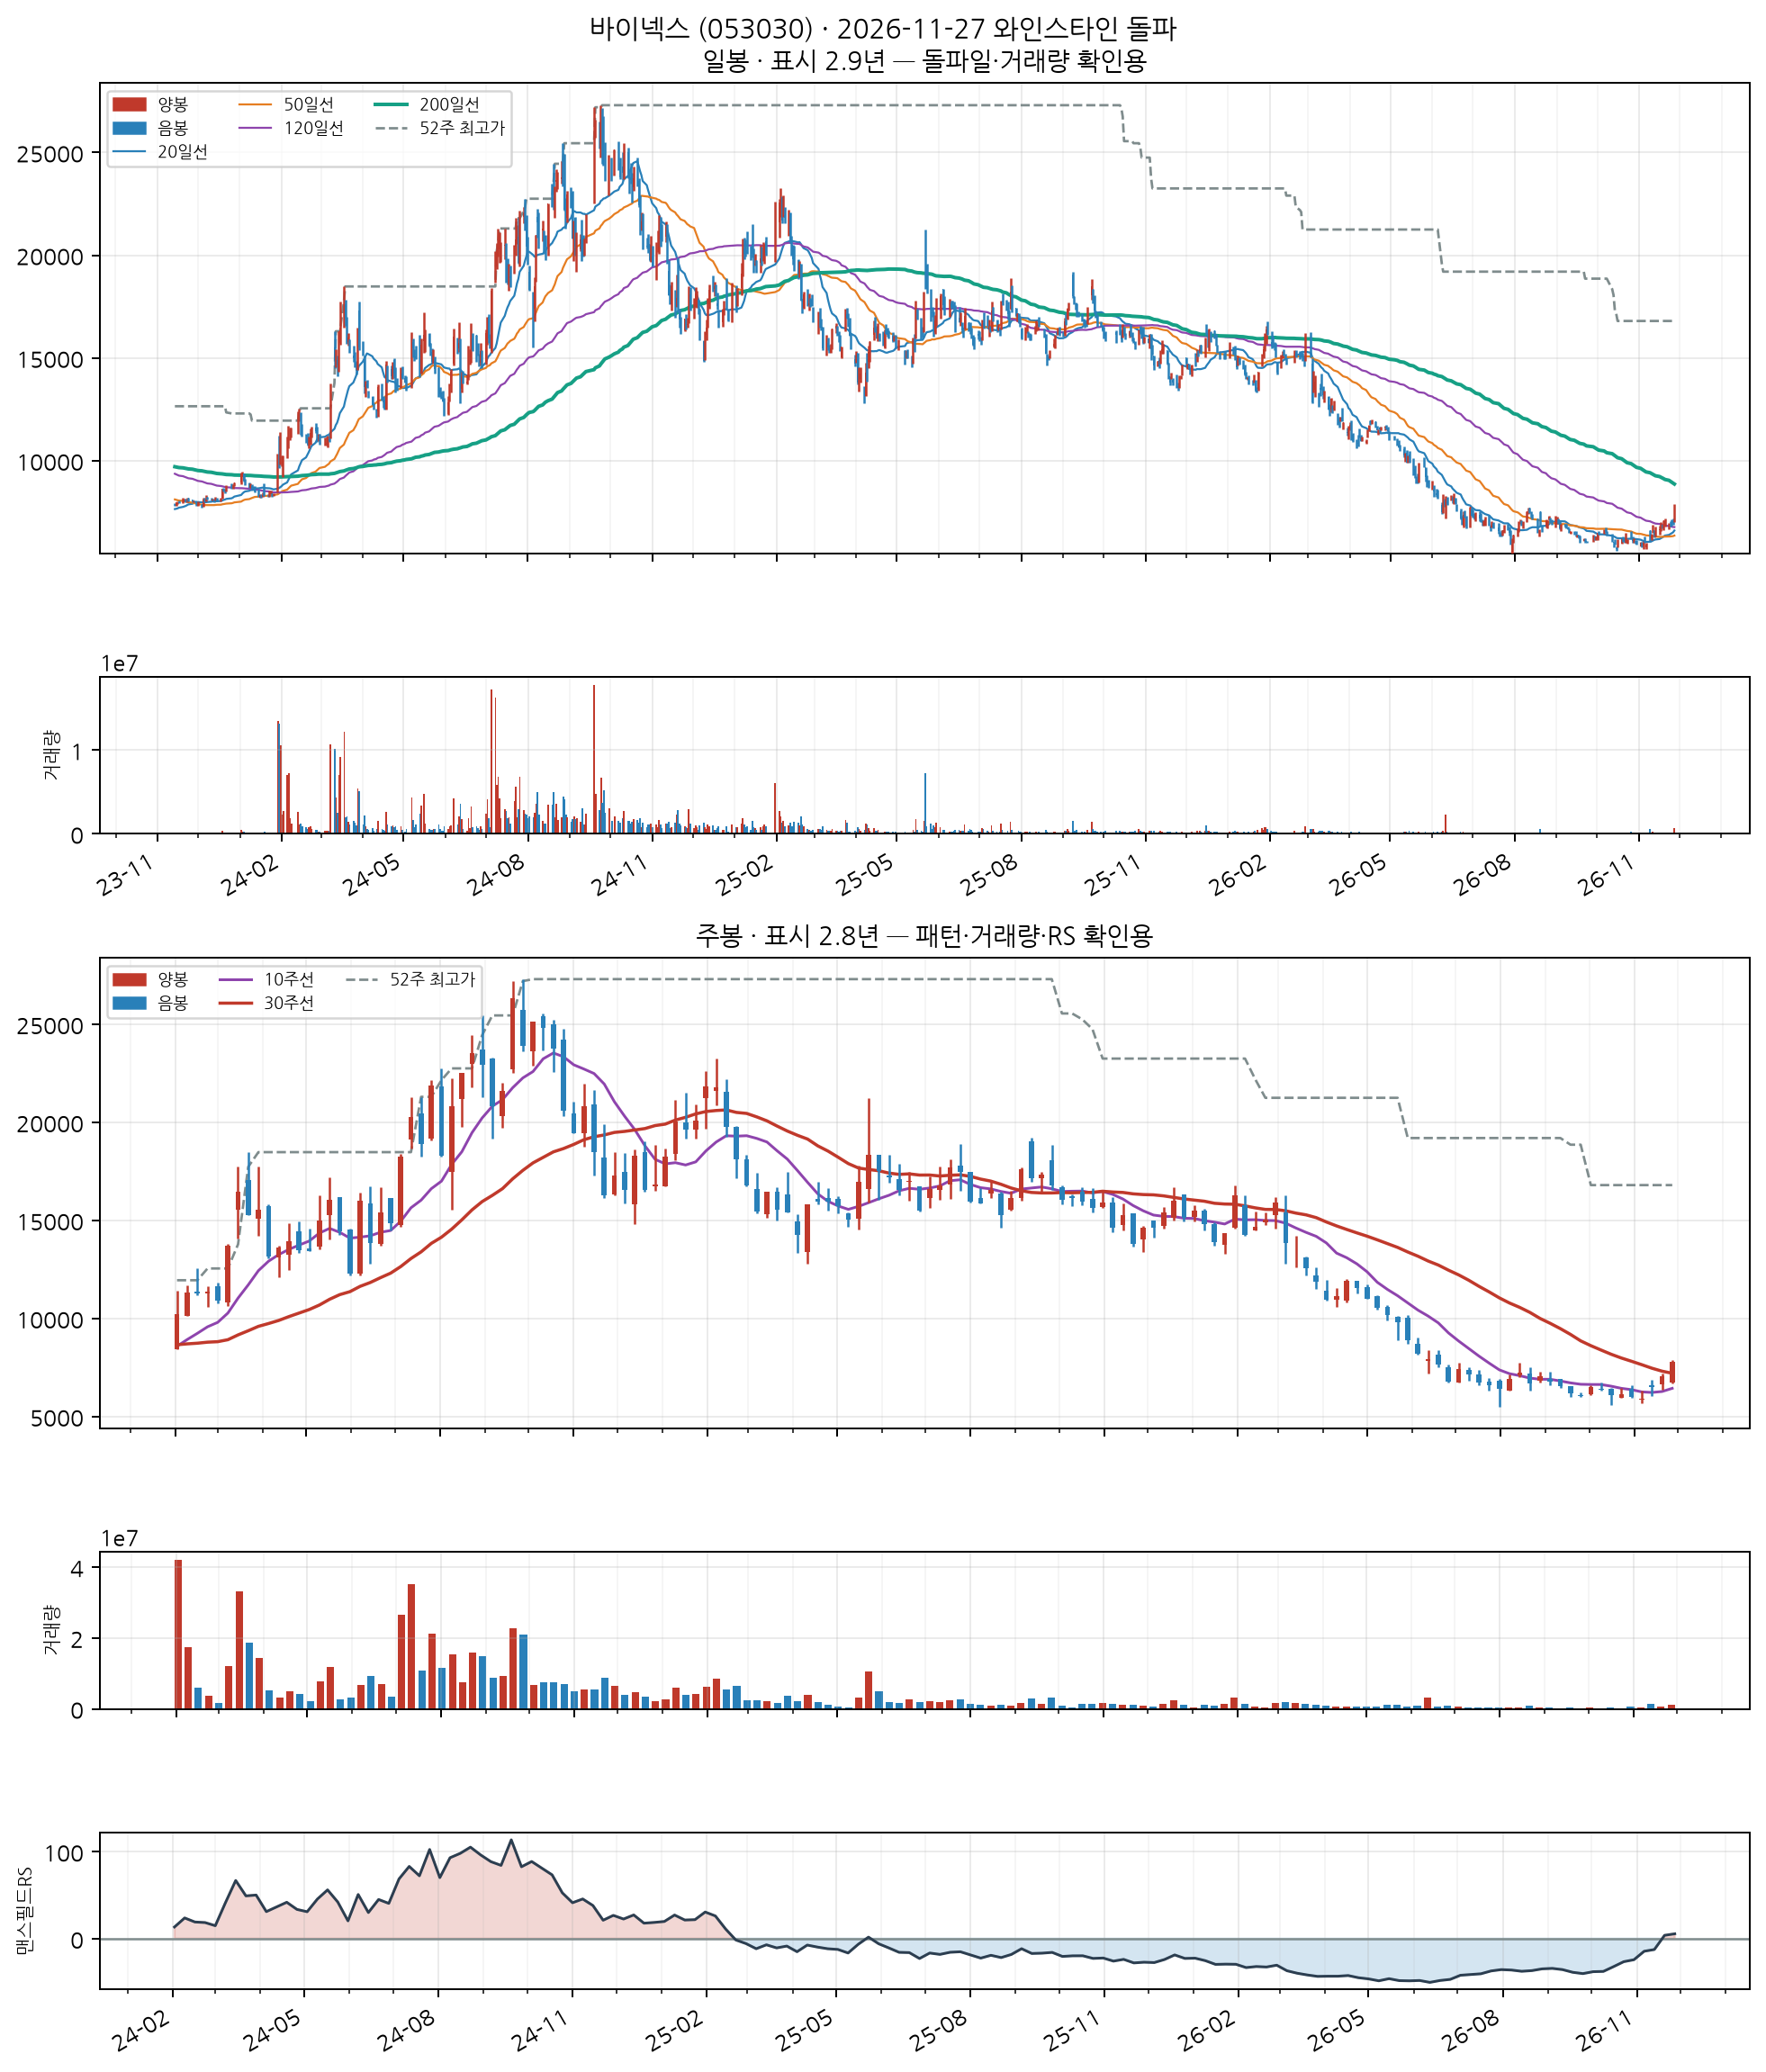 바이넥스 (053030) · 2026-11-27 와인스타인 돌파
일봉 · 표시 2.9년 — 돌파일·거래량 확인용
양봉 50일선 200일선
음봉 120일선 52주 최고가
20일선
25000
20000
15000
10000
1e7
거래량
1
0
23-11 24-02 24-05 24-08 24-11 25-02 25-05 25-08 25-11 26-02 26-05 26-08 26-11
주봉 · 표시 2.8년 — 패턴·거래량·RS 확인용
양봉 10주선 52주 최고가
음봉 30주선
25000
20000
15000
10000
5000
1e7
거래량
4
2
0
맨스필드RS
100
0
24-02 24-05 24-08 24-11 25-02 25-05 25-08 25-11 26-02 26-05 26-08 26-11